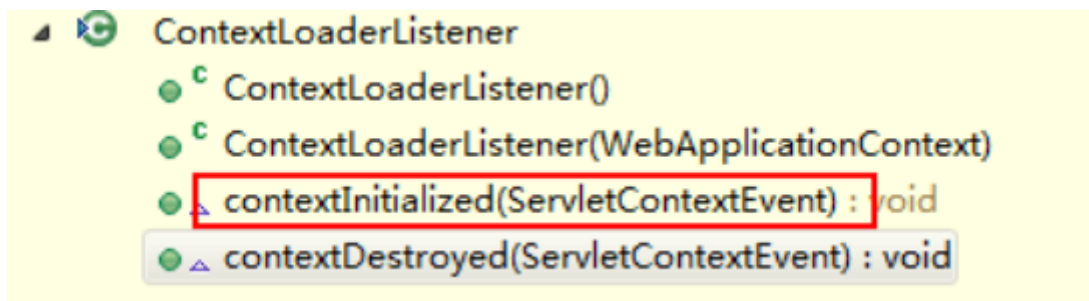 ContextLoaderListener
C ContextLoaderListener()
C ContextLoaderListener(WebApplicationContext)
contextInitialized(ServletContextEvent) : void
contextDestroyed(ServletContextEvent) : void